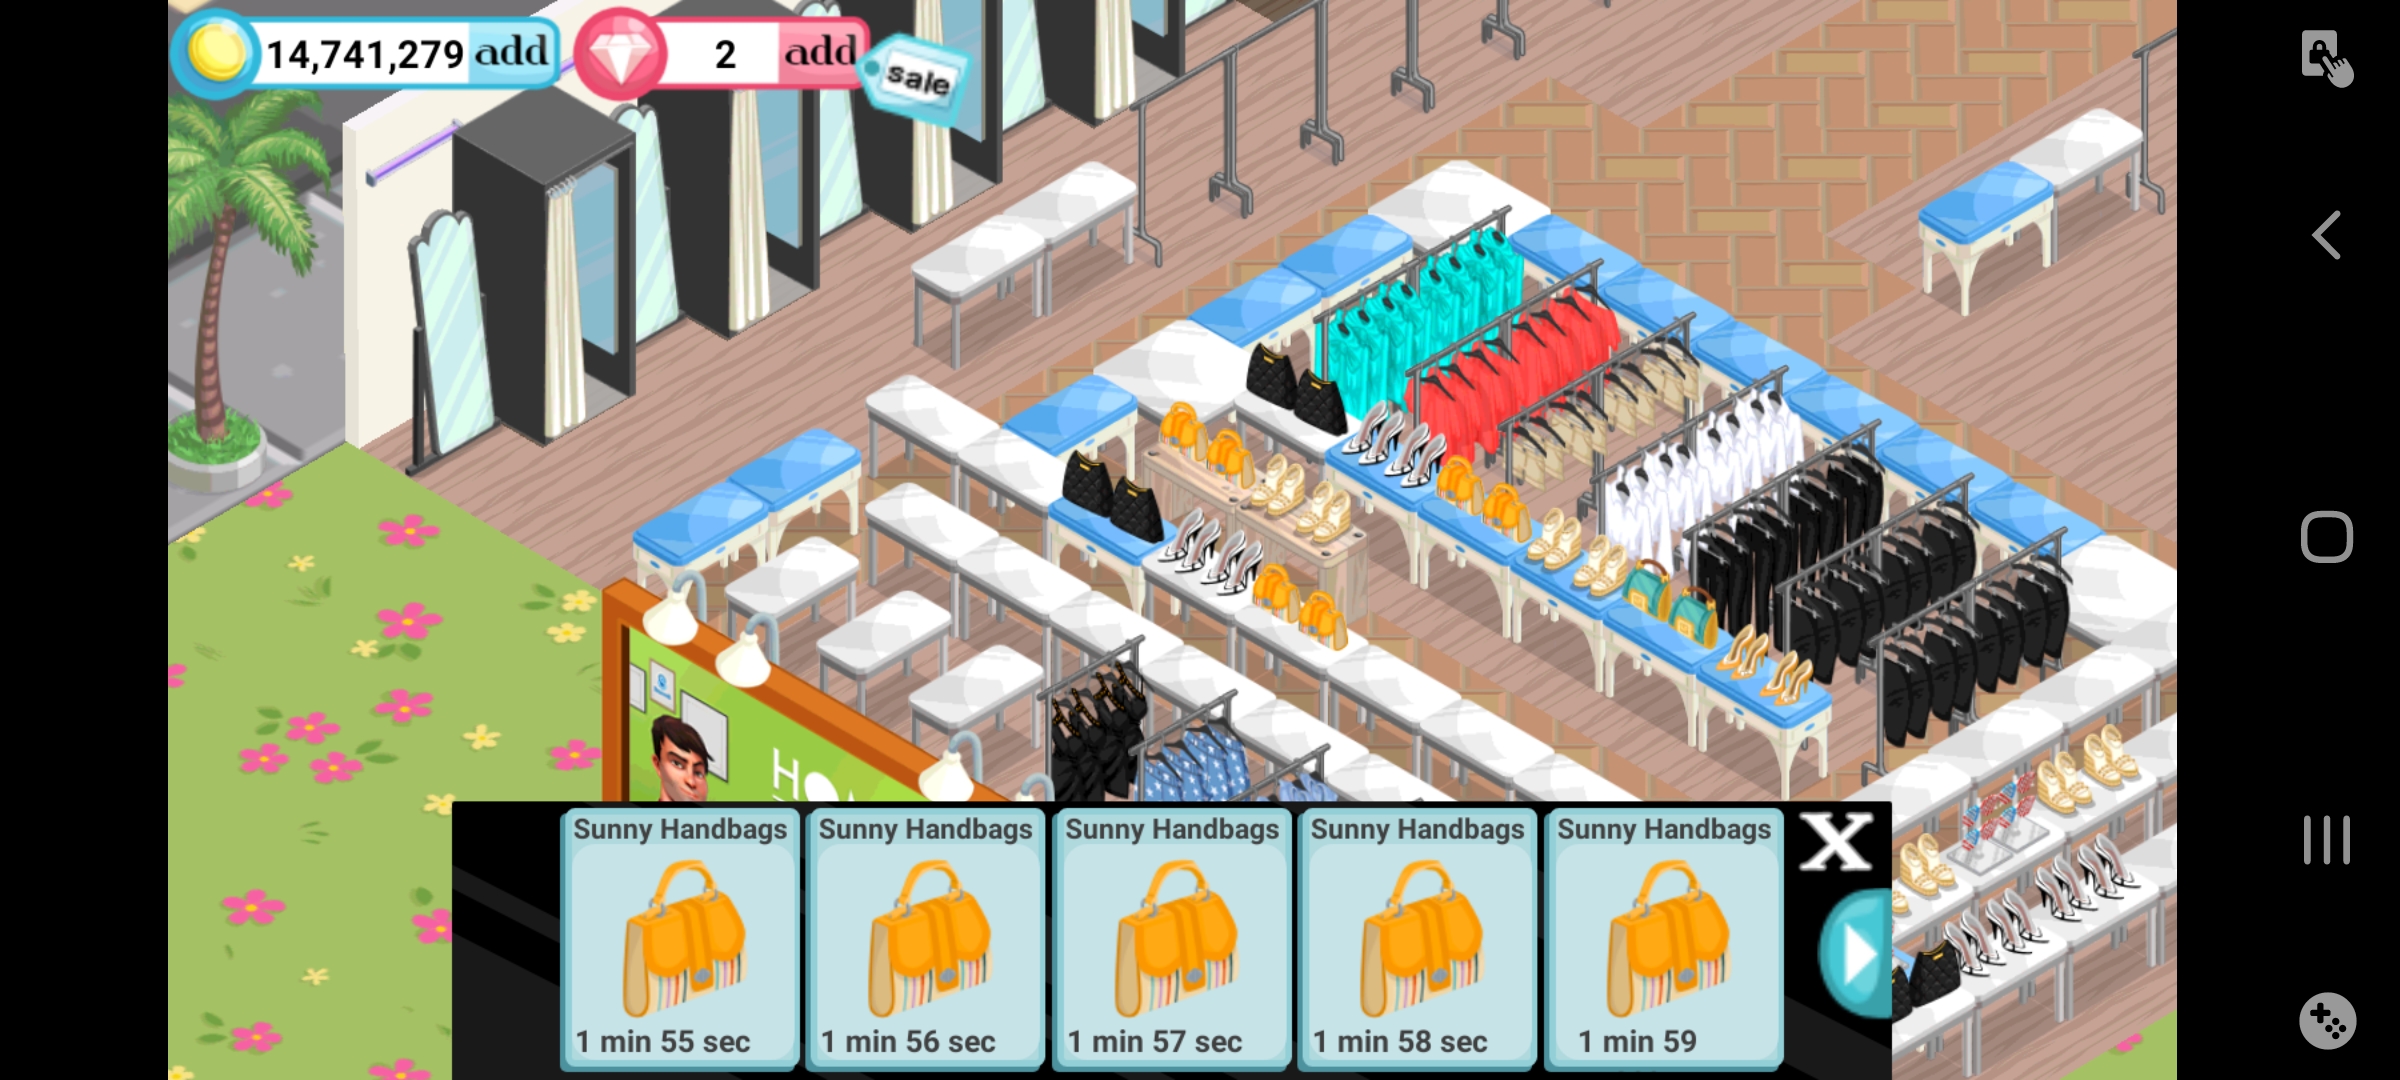 14,741,279 add
2 add
sale
Sunny Handbags
1 min 55 sec
Sunny Handbags
1 min 56 sec
Sunny Handbags
1 min 57 sec
Sunny Handbags
1 min 58 sec
Sunny Handbags
1 min 59
X